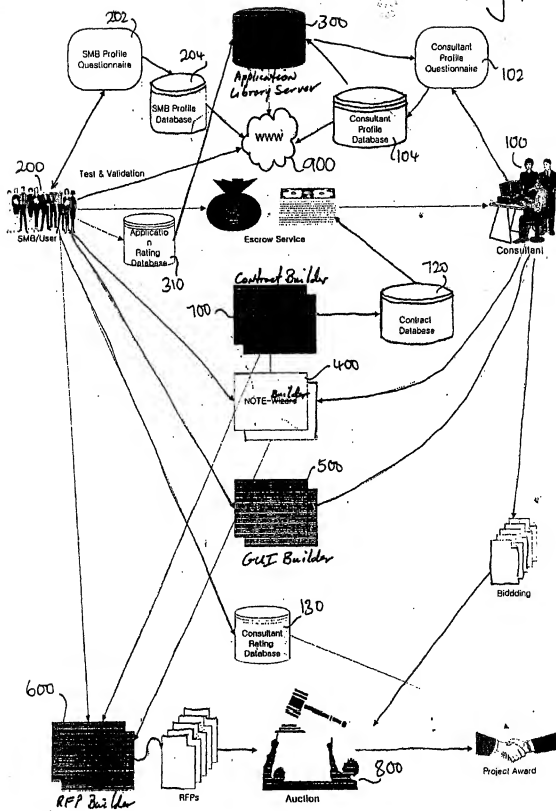 202
SMB Profile
Questionnaire
204
SMB Profile
Database
300
Application
Library Server
Consultant
Profile
Questionnaire
102
WWW
900
Consultant
Profile
Database
104
200
Test & Validation
SMB/User
Applicatio
n Rating
Database
310
Escrow Service
100
Consultant
Contract Builder
700
720
Contract
Database
400
NOTE-Wizard
Builder
500
GUI Builder
130
Consultant
Rating
Database
Biddding
600
RFP Builder
RFPs
Auction
800
Project Award